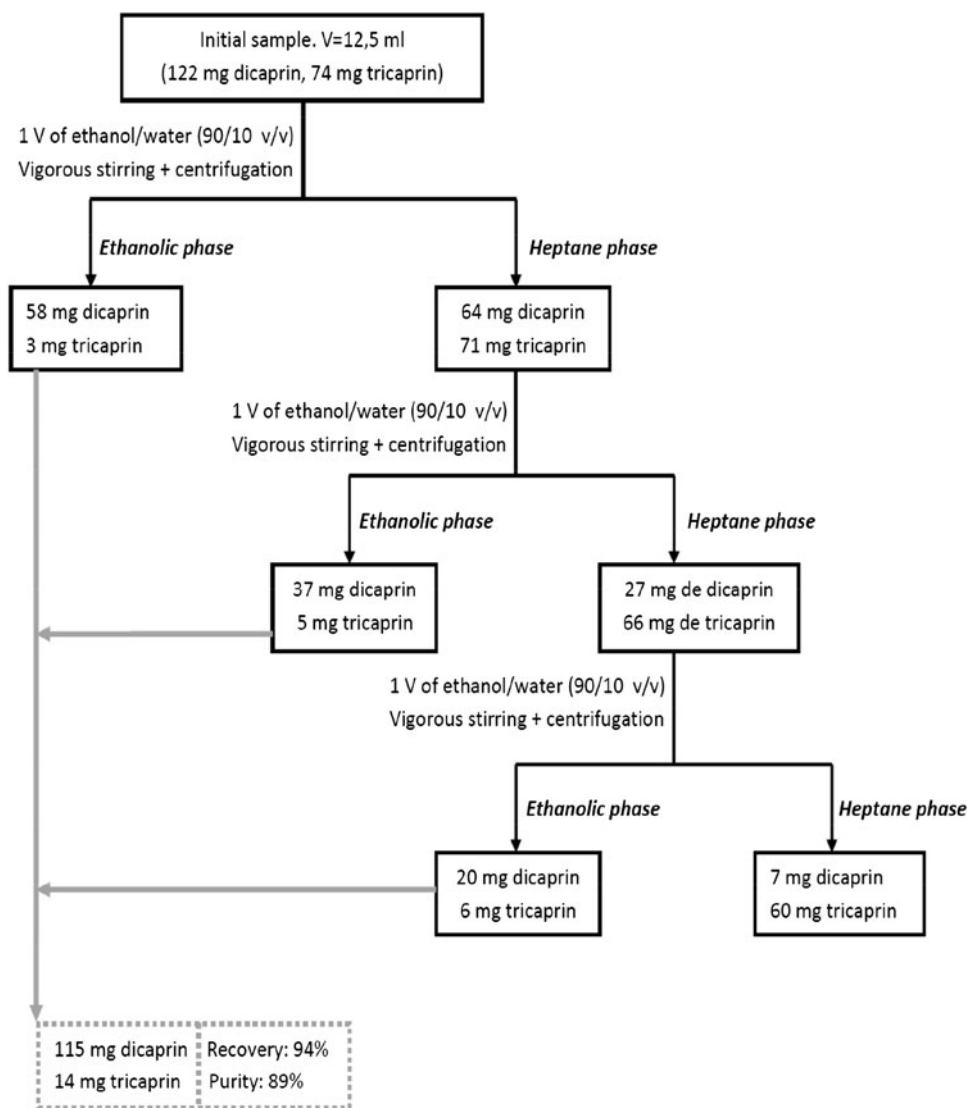 Initial sample. V=12,5 ml
(122 mg dicaprin, 74 mg tricaprin)
1 V of ethanol/water (90/10 v/v)
Vigorous stirring + centrifugation
Ethanolic phase
Heptane phase
58 mg dicaprin
3 mg tricaprin
64 mg dicaprin
71 mg tricaprin
1 V of ethanol/water (90/10 v/v)
Vigorous stirring + centrifugation
Ethanolic phase
Heptane phase
37 mg dicaprin
5 mg tricaprin
27 mg de dicaprin
66 mg de tricaprin
1 V of ethanol/water (90/10 v/v)
Vigorous stirring + centrifugation
Ethanolic phase
Heptane phase
20 mg dicaprin
6 mg tricaprin
7 mg dicaprin
60 mg tricaprin
115 mg dicaprin
14 mg tricaprin
Recovery: 94%
Purity: 89%